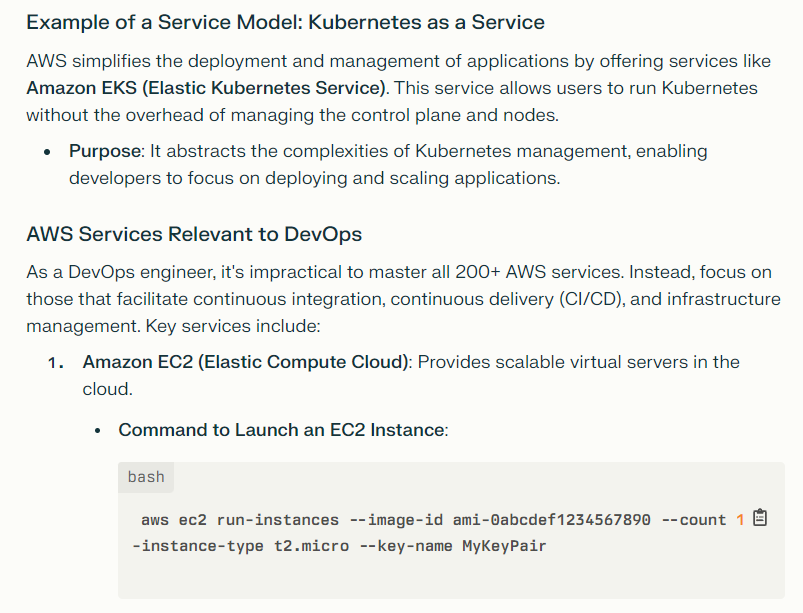 Example of a Service Model: Kubernetes as a Service
AWS simplifies the deployment and management of applications by offering services like
Amazon EKS (Elastic Kubernetes Service). This service allows users to run Kubernetes
without the overhead of managing the control plane and nodes.
• Purpose: It abstracts the complexities of Kubernetes management, enabling
developers to focus on deploying and scaling applications.
AWS Services Relevant to DevOps
As a DevOps engineer, it's impractical to master all 200+ AWS services. Instead, focus on
those that facilitate continuous integration, continuous delivery (CI/CD), and infrastructure
management. Key services include:
1. Amazon EC2 (Elastic Compute Cloud): Provides scalable virtual servers in the
cloud.
• Command to Launch an EC2 Instance:
bash
aws ec2 run-instances --image-id ami-0abcdef1234567890 --count 1
-instance-type t2.micro --key-name MyKeyPair